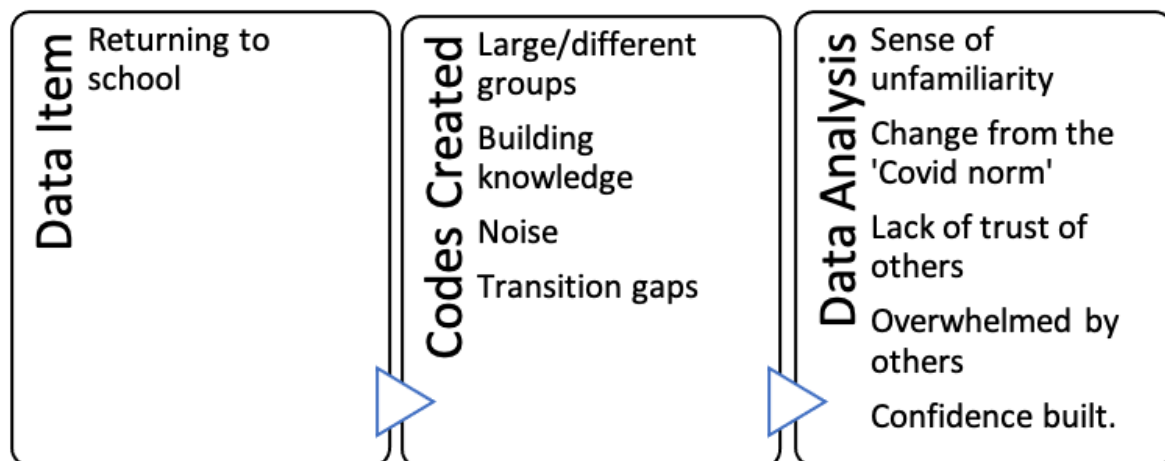 Data Item
Returning to
school
Codes Created
Large/different
groups
Building
knowledge
Noise
Transition gaps
Data Analysis
Sense of
unfamiliarity
Change from the
'Covid norm'
Lack of trust of
others
Overwhelmed by
others
Confidence built.